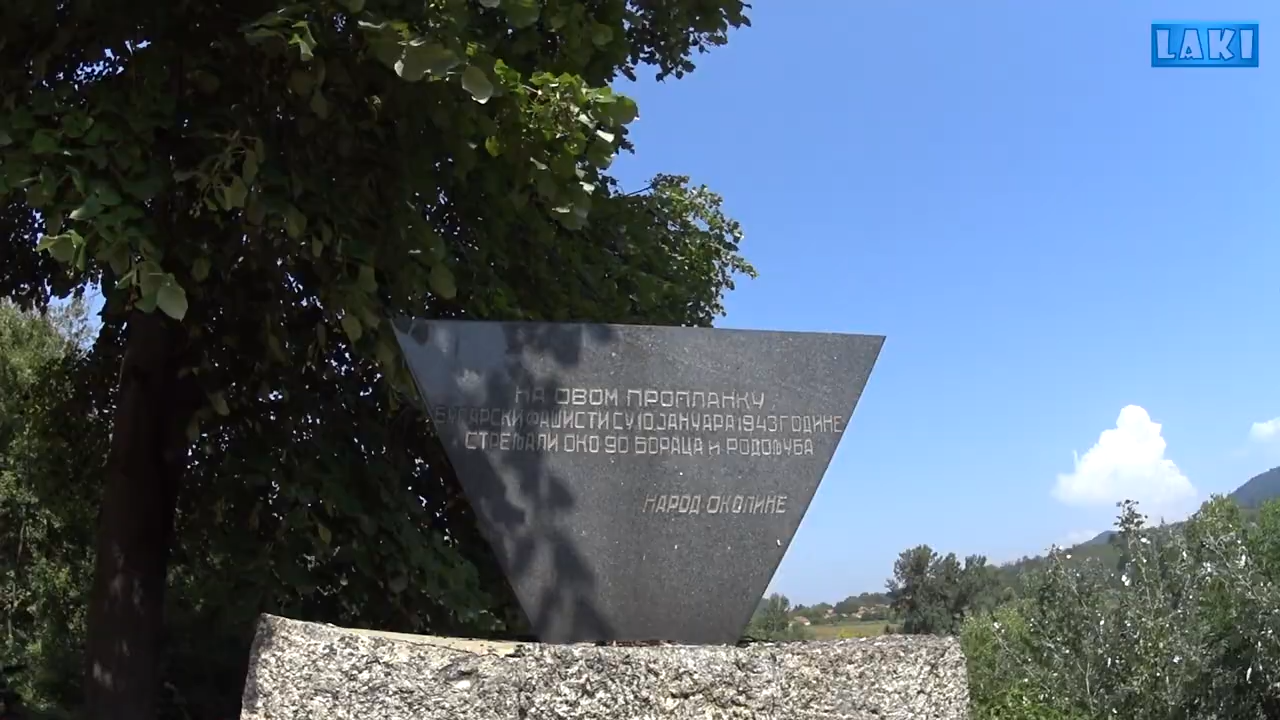 LAKI
НА ОВОМ ПРОПЛАНКУ
БУГАРСКИ ФАШИСТИ СУ 10. ЈАНУАРА 1943. ГОДИНЕ
СТРЕЉАЛИ ОКО 90 БОРАЦА И РОДОЉУБА
НАРОД ОКОЛИНЕ